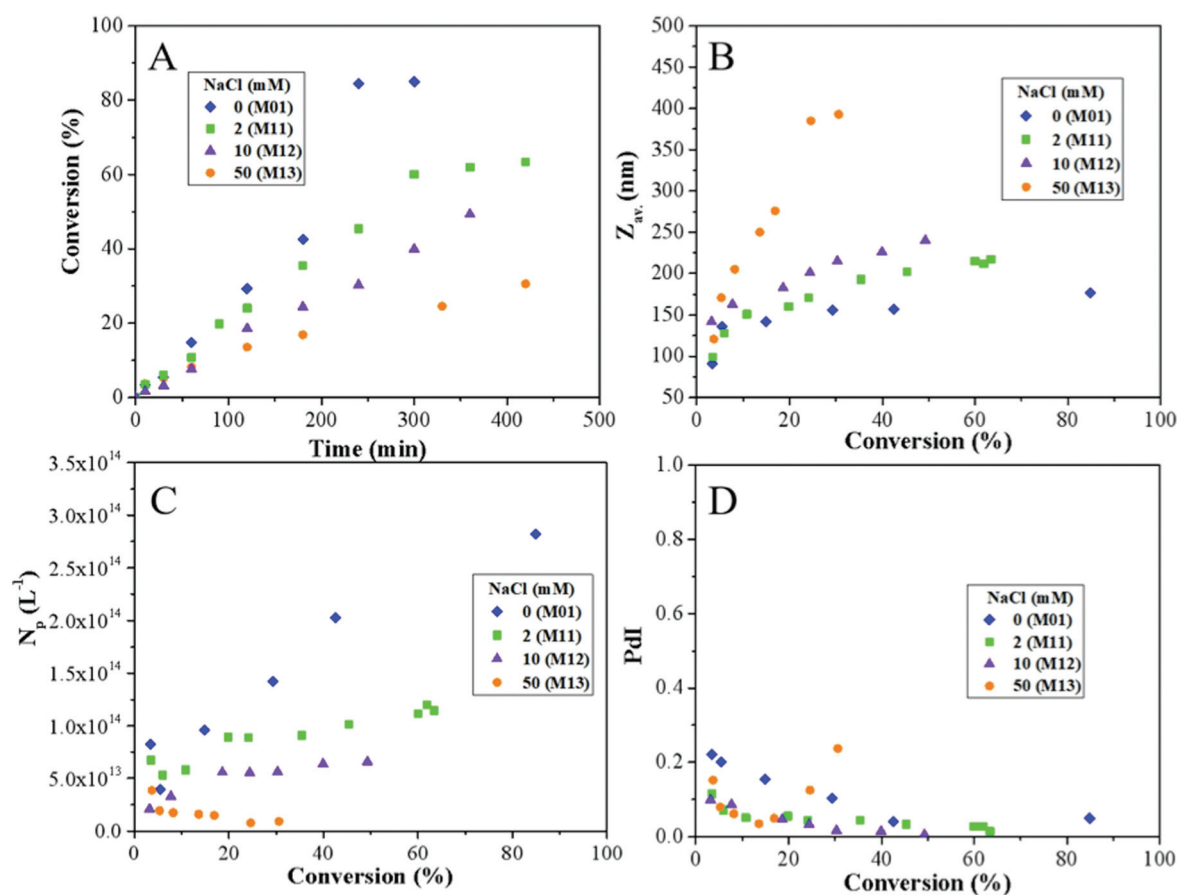 A
Conversion (%)
100
80
60
40
20
0
NaCl (mM)
0 (M01)
2 (M11)
10 (M12)
50 (M13)
0 100 200 300 400 500
Time (min)
B
Zav. (nm)
500
450
400
350
300
250
200
150
100
50
NaCl (mM)
0 (M01)
2 (M11)
10 (M12)
50 (M13)
0 20 40 60 80 100
Conversion (%)
C
Np (L-1)
3.5x10^14
3.0x10^14
2.5x10^14
2.0x10^14
1.5x10^14
1.0x10^14
5.0x10^13
0.0
NaCl (mM)
0 (M01)
2 (M11)
10 (M12)
50 (M13)
0 20 40 60 80 100
Conversion (%)
D
PdI
1.0
0.8
0.6
0.4
0.2
0.0
NaCl (mM)
0 (M01)
2 (M11)
10 (M12)
50 (M13)
0 20 40 60 80 100
Conversion (%)